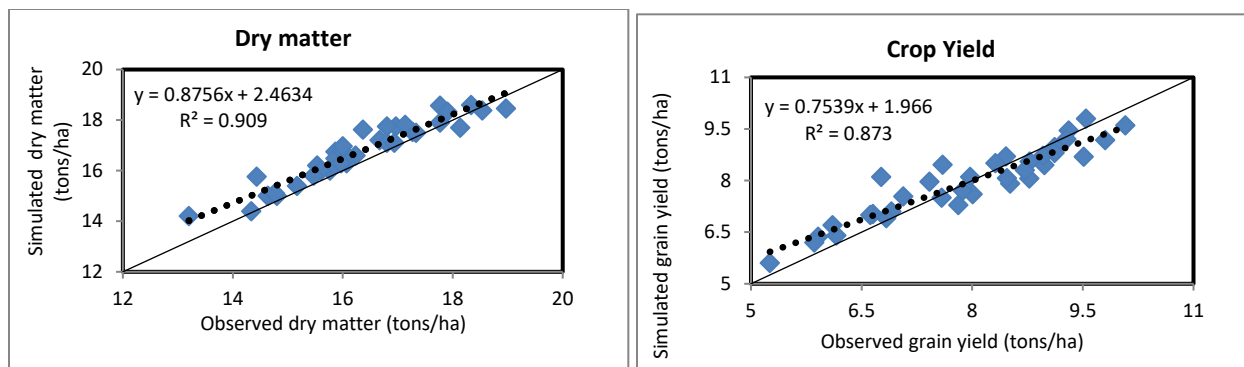 Dry matter
y = 0.8756x + 2.4634
R² = 0.909
Simulated dry matter
(tons/ha)
20
18
16
14
12
12 14 16 18 20
Observed dry matter (tons/ha)
Crop Yield
y = 0.7539x + 1.966
R² = 0.873
Simulated grain yield (tons/ha)
11
9.5
8
6.5
5
5 6.5 8 9.5 11
Observed grain yield (tons/ha)